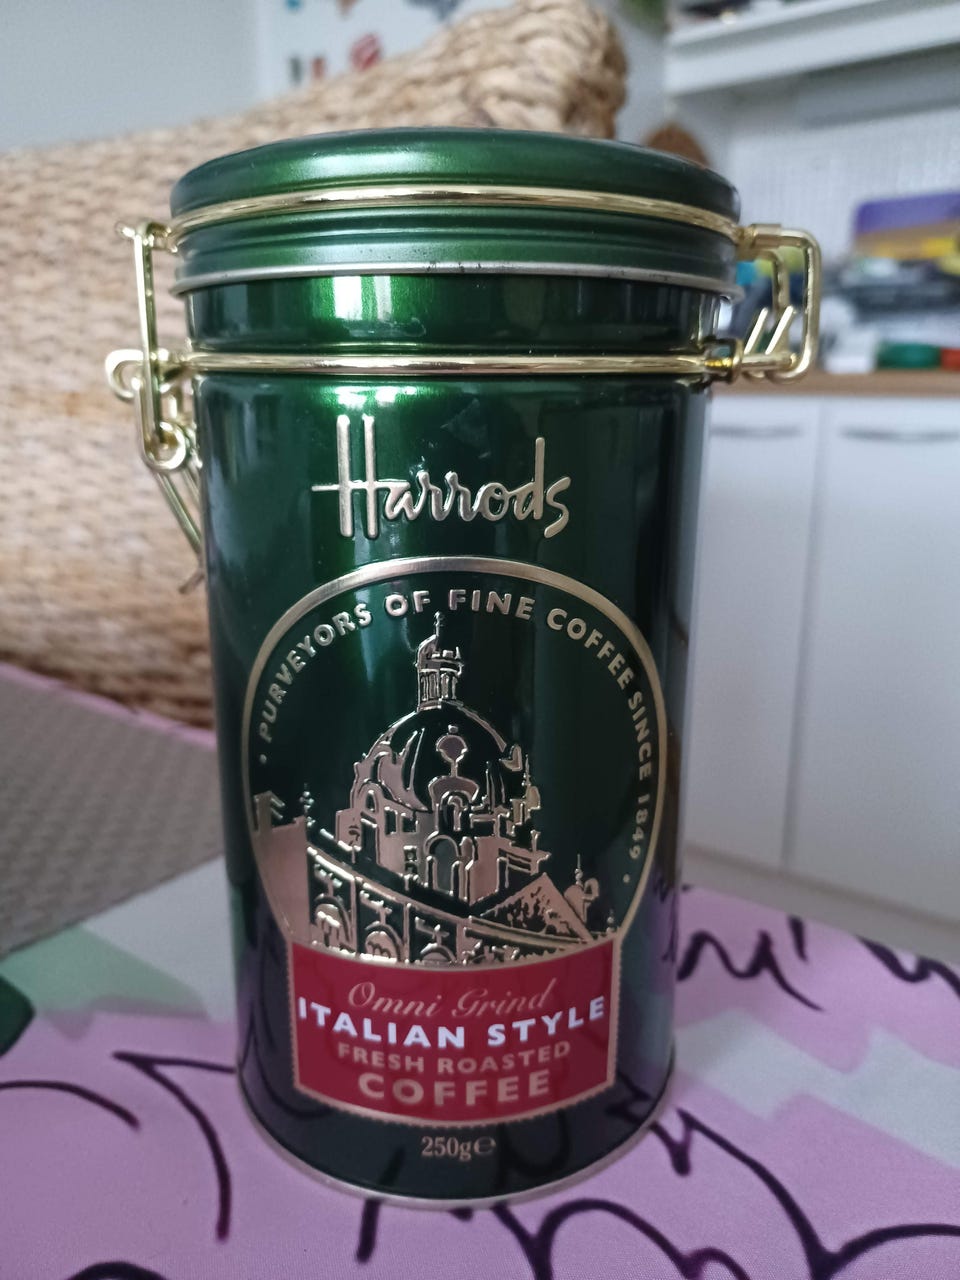 Harrods
PURVEYORS OF FINE COFFEE SINCE 1849
Omni Grind
ITALIAN STYLE
FRESH ROASTED
COFFEE
250g℮